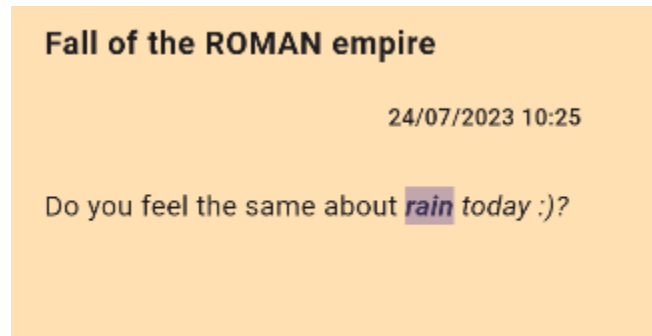 Fall of the ROMAN empire
24/07/2023 10:25
Do you feel the same about rain today :)?